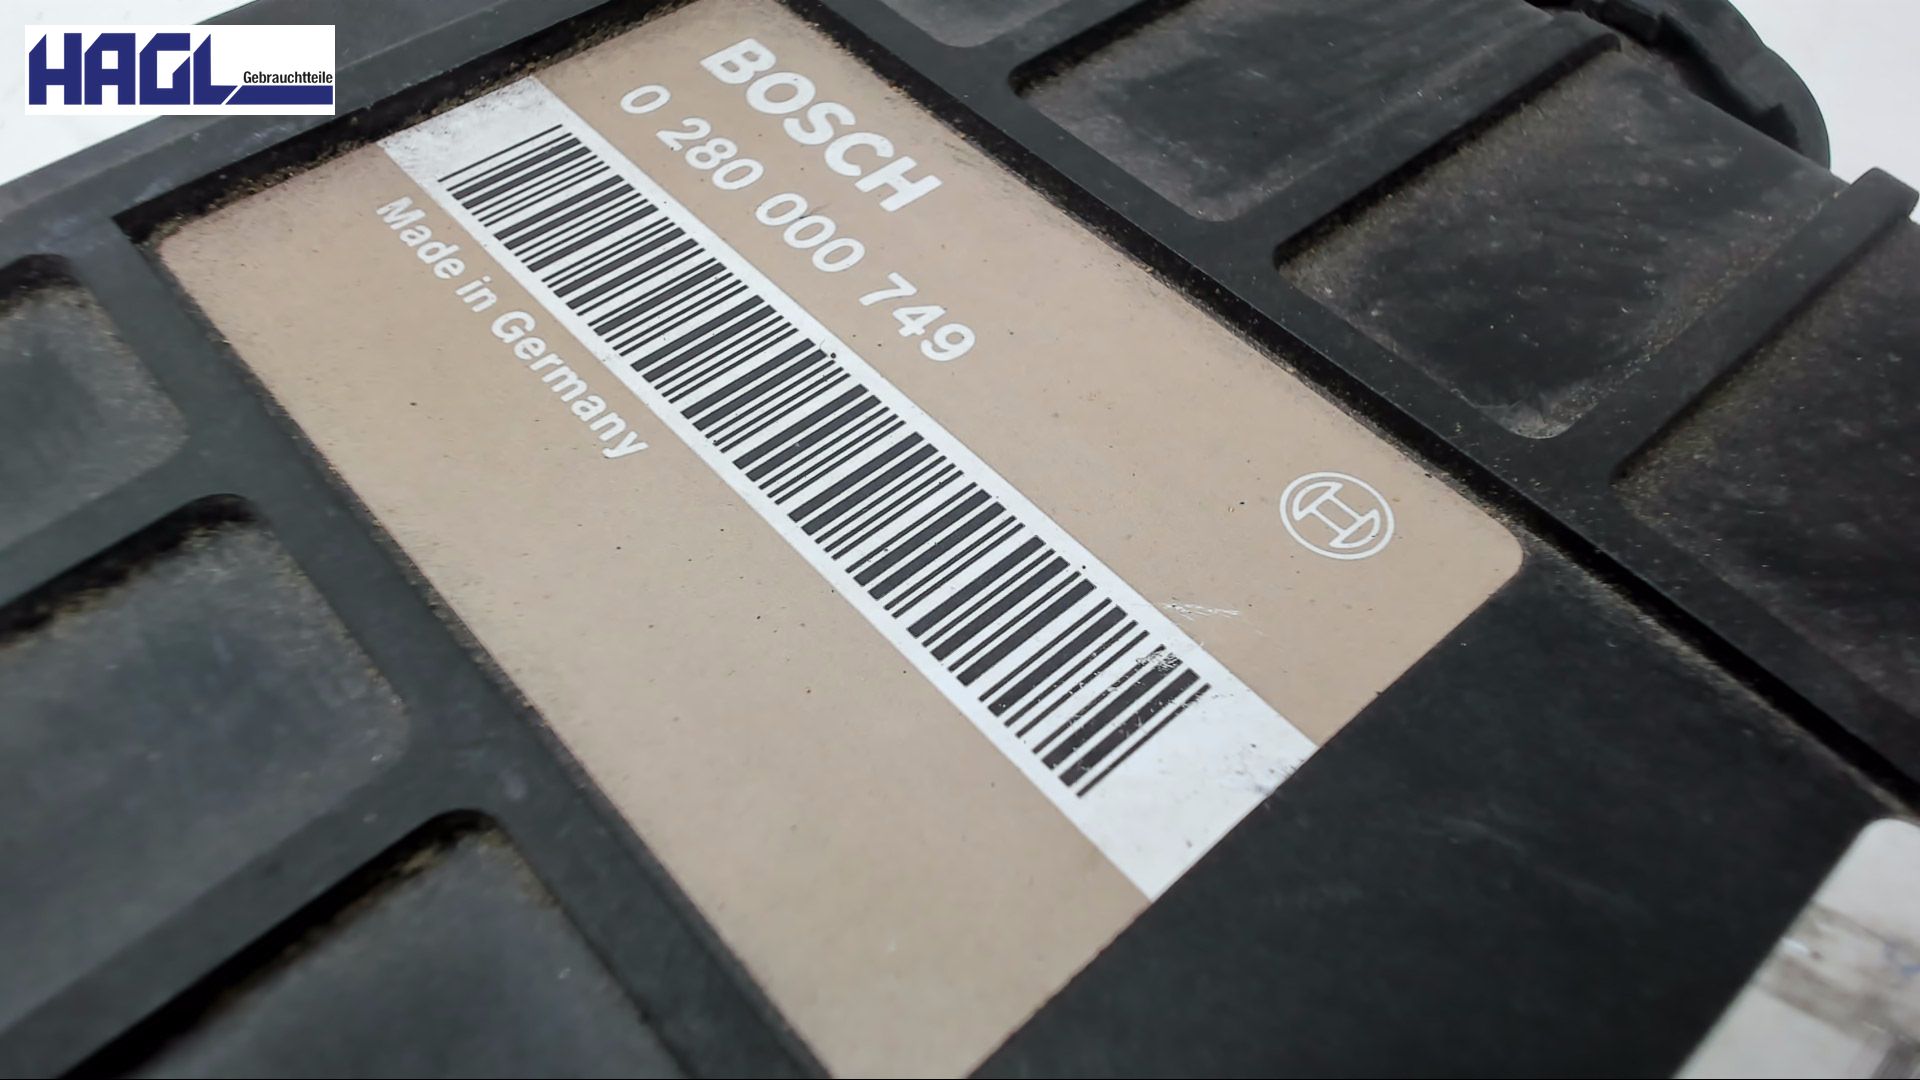 HAGL
Gebrauchtteile
BOSCH
0 280 000 749
Made in Germany